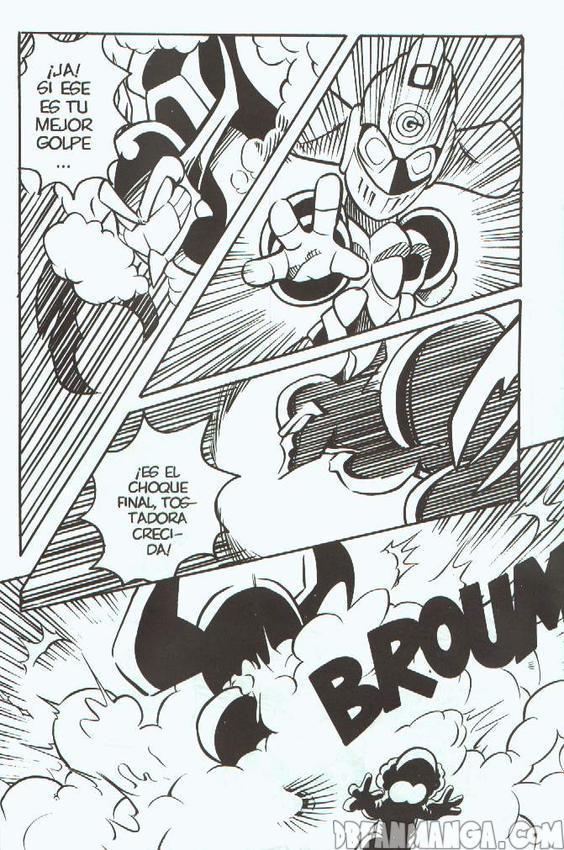 ¡JA!
SI ESE
ES TU
MEJOR
GOLPE
...
G
¡ES EL
CHOQUE
FINAL, TOS-
TADORA
CRECI-
DA!
BROUM
DBFANMANGA.COM